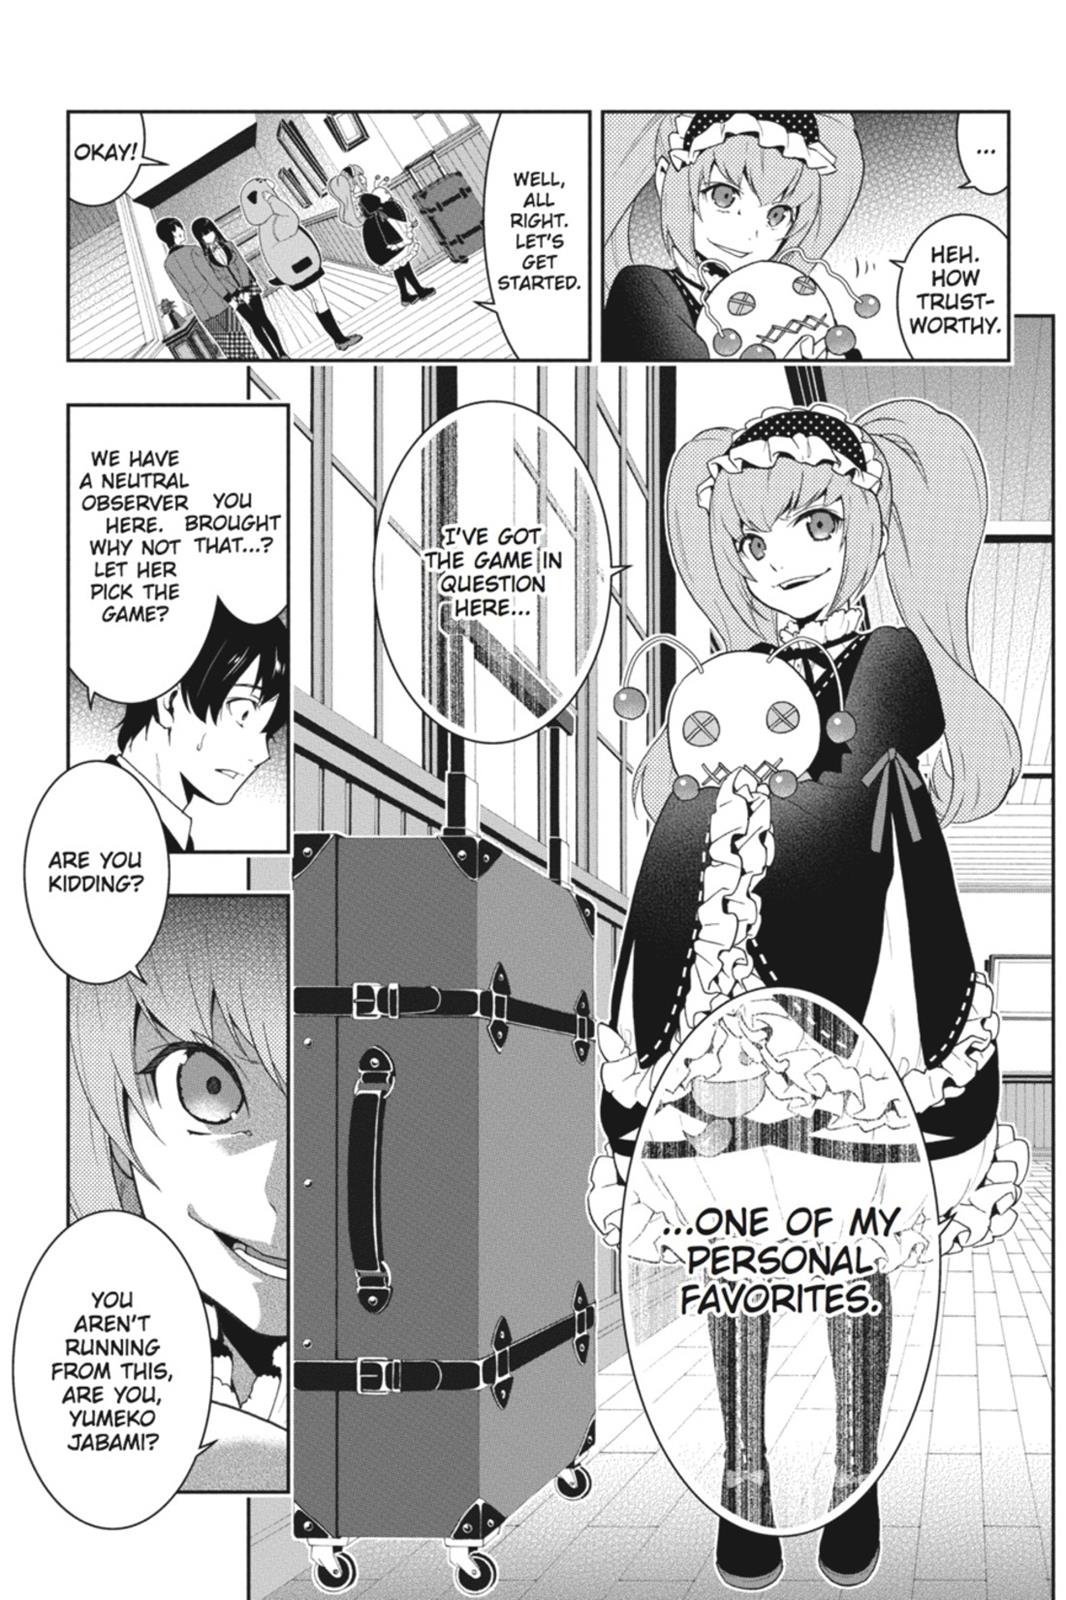 ...
HEH.
HOW
TRUST-
WORTHY.
WELL,
ALL
RIGHT.
LET'S
GET
STARTED.
OKAY!
I'VE GOT
THE GAME IN
QUESTION
HERE...
...ONE OF MY
PERSONAL
FAVORITES.
YOU
BROUGHT
THAT...?
WE HAVE
A NEUTRAL
OBSERVER
HERE.
WHY NOT
LET HER
PICK THE
GAME?
ARE YOU
KIDDING?
YOU
AREN'T
RUNNING
FROM THIS,
ARE YOU,
YUMEKO
JABAMI?